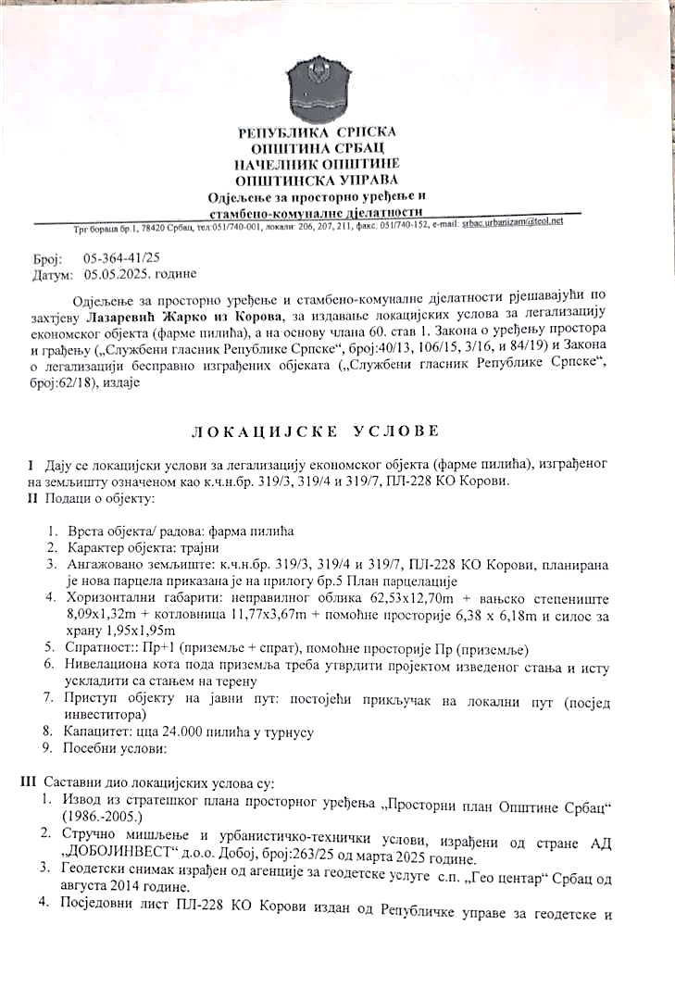 РЕПУБЛИКА СРПСКА
ОПШТИНА СРБАЦ
НАЧЕЛНИК ОПШТИНЕ
ОПШТИНСКА УПРАВА
Одјељење за просторно уређење и
стамбено-комуналне дјелатности
Трг бораца бр.1, 78420 Србац, тел:051/740-001, локали: 206, 207, 211, факс: 051/740-152, e-mail: srbac.urbanizam@teol.net
Број: 05-364-41/25
Датум: 05.05.2025. године
Одјељење за просторно уређење и стамбено-комуналне дјелатности рјешавајући по
захтјеву Лазаревић Жарко из Корова, за издавање локацијских услова за легализацију
економског објекта (фарме пилића), а на основу члана 60. став 1. Закона о уређењу простора
и грађењу („Службени гласник Републике Српске“, број:40/13, 106/15, 3/16, и 84/19) и Закона
о легализацији бесправно изграђених објеката („Службени гласник Републике Српске“,
број:62/18), издаје
ЛОКАЦИЈСКЕ УСЛОВЕ
I Дају се локацијски услови за легализацију економског објекта (фарме пилића), изграђеног
на земљишту означеном као к.ч.н.бр. 319/3, 319/4 и 319/7, ПЛ-228 КО Корови.
II Подаци о објекту:
1. Врста објекта/ радова: фарма пилића
2. Карактер објекта: трајни
3. Ангажовано земљиште: к.ч.н.бр. 319/3, 319/4 и 319/7, ПЛ-228 КО Корови, планирана
је нова парцела приказана је на прилогу бр.5 План парцелације
4. Хоризонтални габарити: неправилног облика 62,53x12,70m + вањско степениште
8,09x1,32m + котловница 11,77x3,67m + помоћне просторије 6,38 x 6,18m и силос за
храну 1,95x1,95m
5. Спратност:: Пр+1 (приземље + спрат), помоћне просторије Пр (приземље)
6. Нивелациона кота пода приземља треба утврдити пројектом изведеног стања и исту
ускладити са стањем на терену
7. Приступ објекту на јавни пут: постојећи прикључак на локални пут (посјед
инвеститора)
8. Капацитет: цца 24.000 пилића у турнусу
9. Посебни услови:
III Саставни дио локацијских услова су:
1. Извод из стратешког плана просторног уређења „Просторни план Општине Србац“
(1986.-2005.)
2. Стручно мишљење и урбанистичко-технички услови, израђени од стране АД
„ДОБОЈИНВЕСТ“ д.о.о. Добој, број:263/25 од марта 2025 године.
3. Геодетски снимак израђен од агенције за геодетске услуге с.п. „Гео центар“ Србац од
августа 2014 године.
4. Посједовни лист ПЛ-228 КО Корови издан од Републичке управе за геодетске и